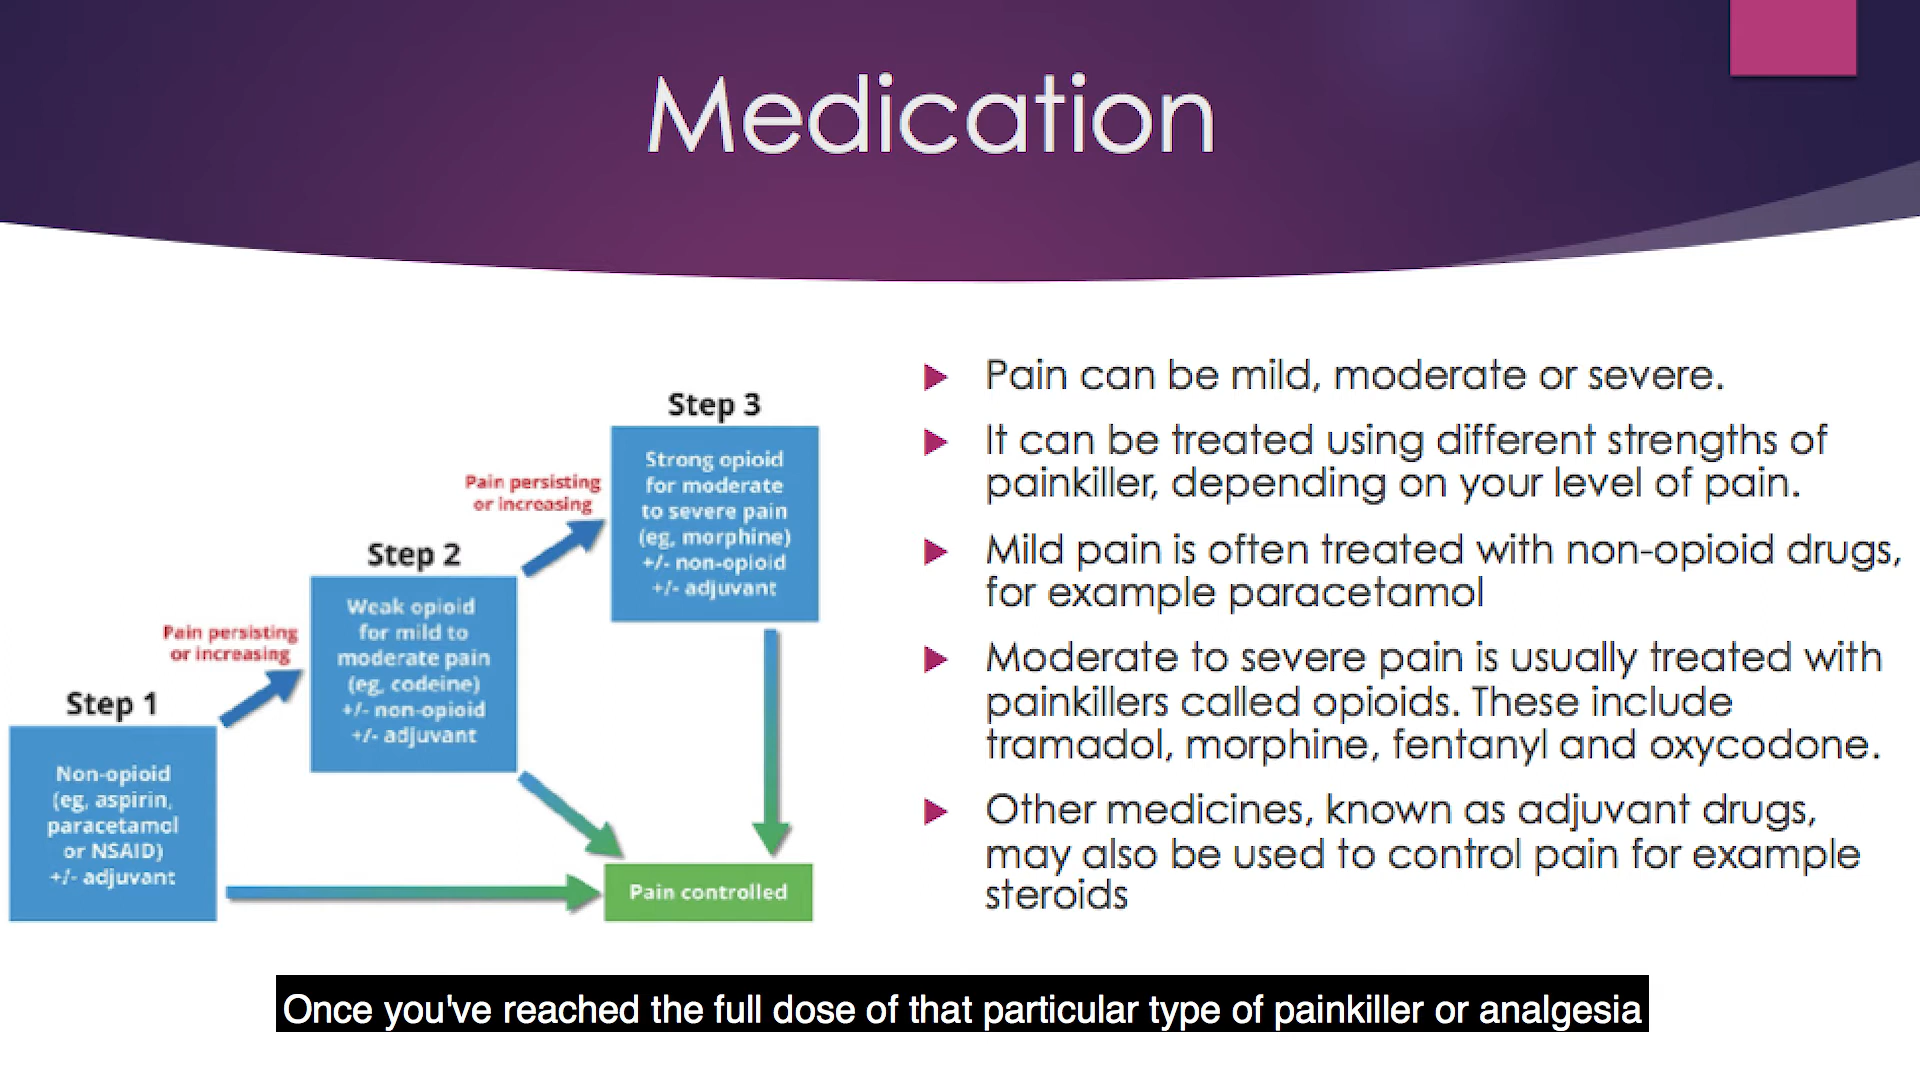 Medication
Step 3
Strong opioid
for moderate
to severe pain
(eg, morphine)
+/- non-opioid
+/- adjuvant
Pain persisting
or increasing
Step 2
Weak opioid
for mild to
moderate pain
(eg, codeine)
+/- non-opioid
+/- adjuvant
Pain persisting
or increasing
Step 1
Non-opioid
(eg, aspirin,
paracetamol
or NSAID)
+/- adjuvant
Pain controlled
Pain can be mild, moderate or severe.
It can be treated using different strengths of
painkiller, depending on your level of pain.
Mild pain is often treated with non-opioid drugs,
for example paracetamol
Moderate to severe pain is usually treated with
painkillers called opioids. These include
tramadol, morphine, fentanyl and oxycodone.
Other medicines, known as adjuvant drugs,
may also be used to control pain for example
steroids
Once you've reached the full dose of that particular type of painkiller or analgesia